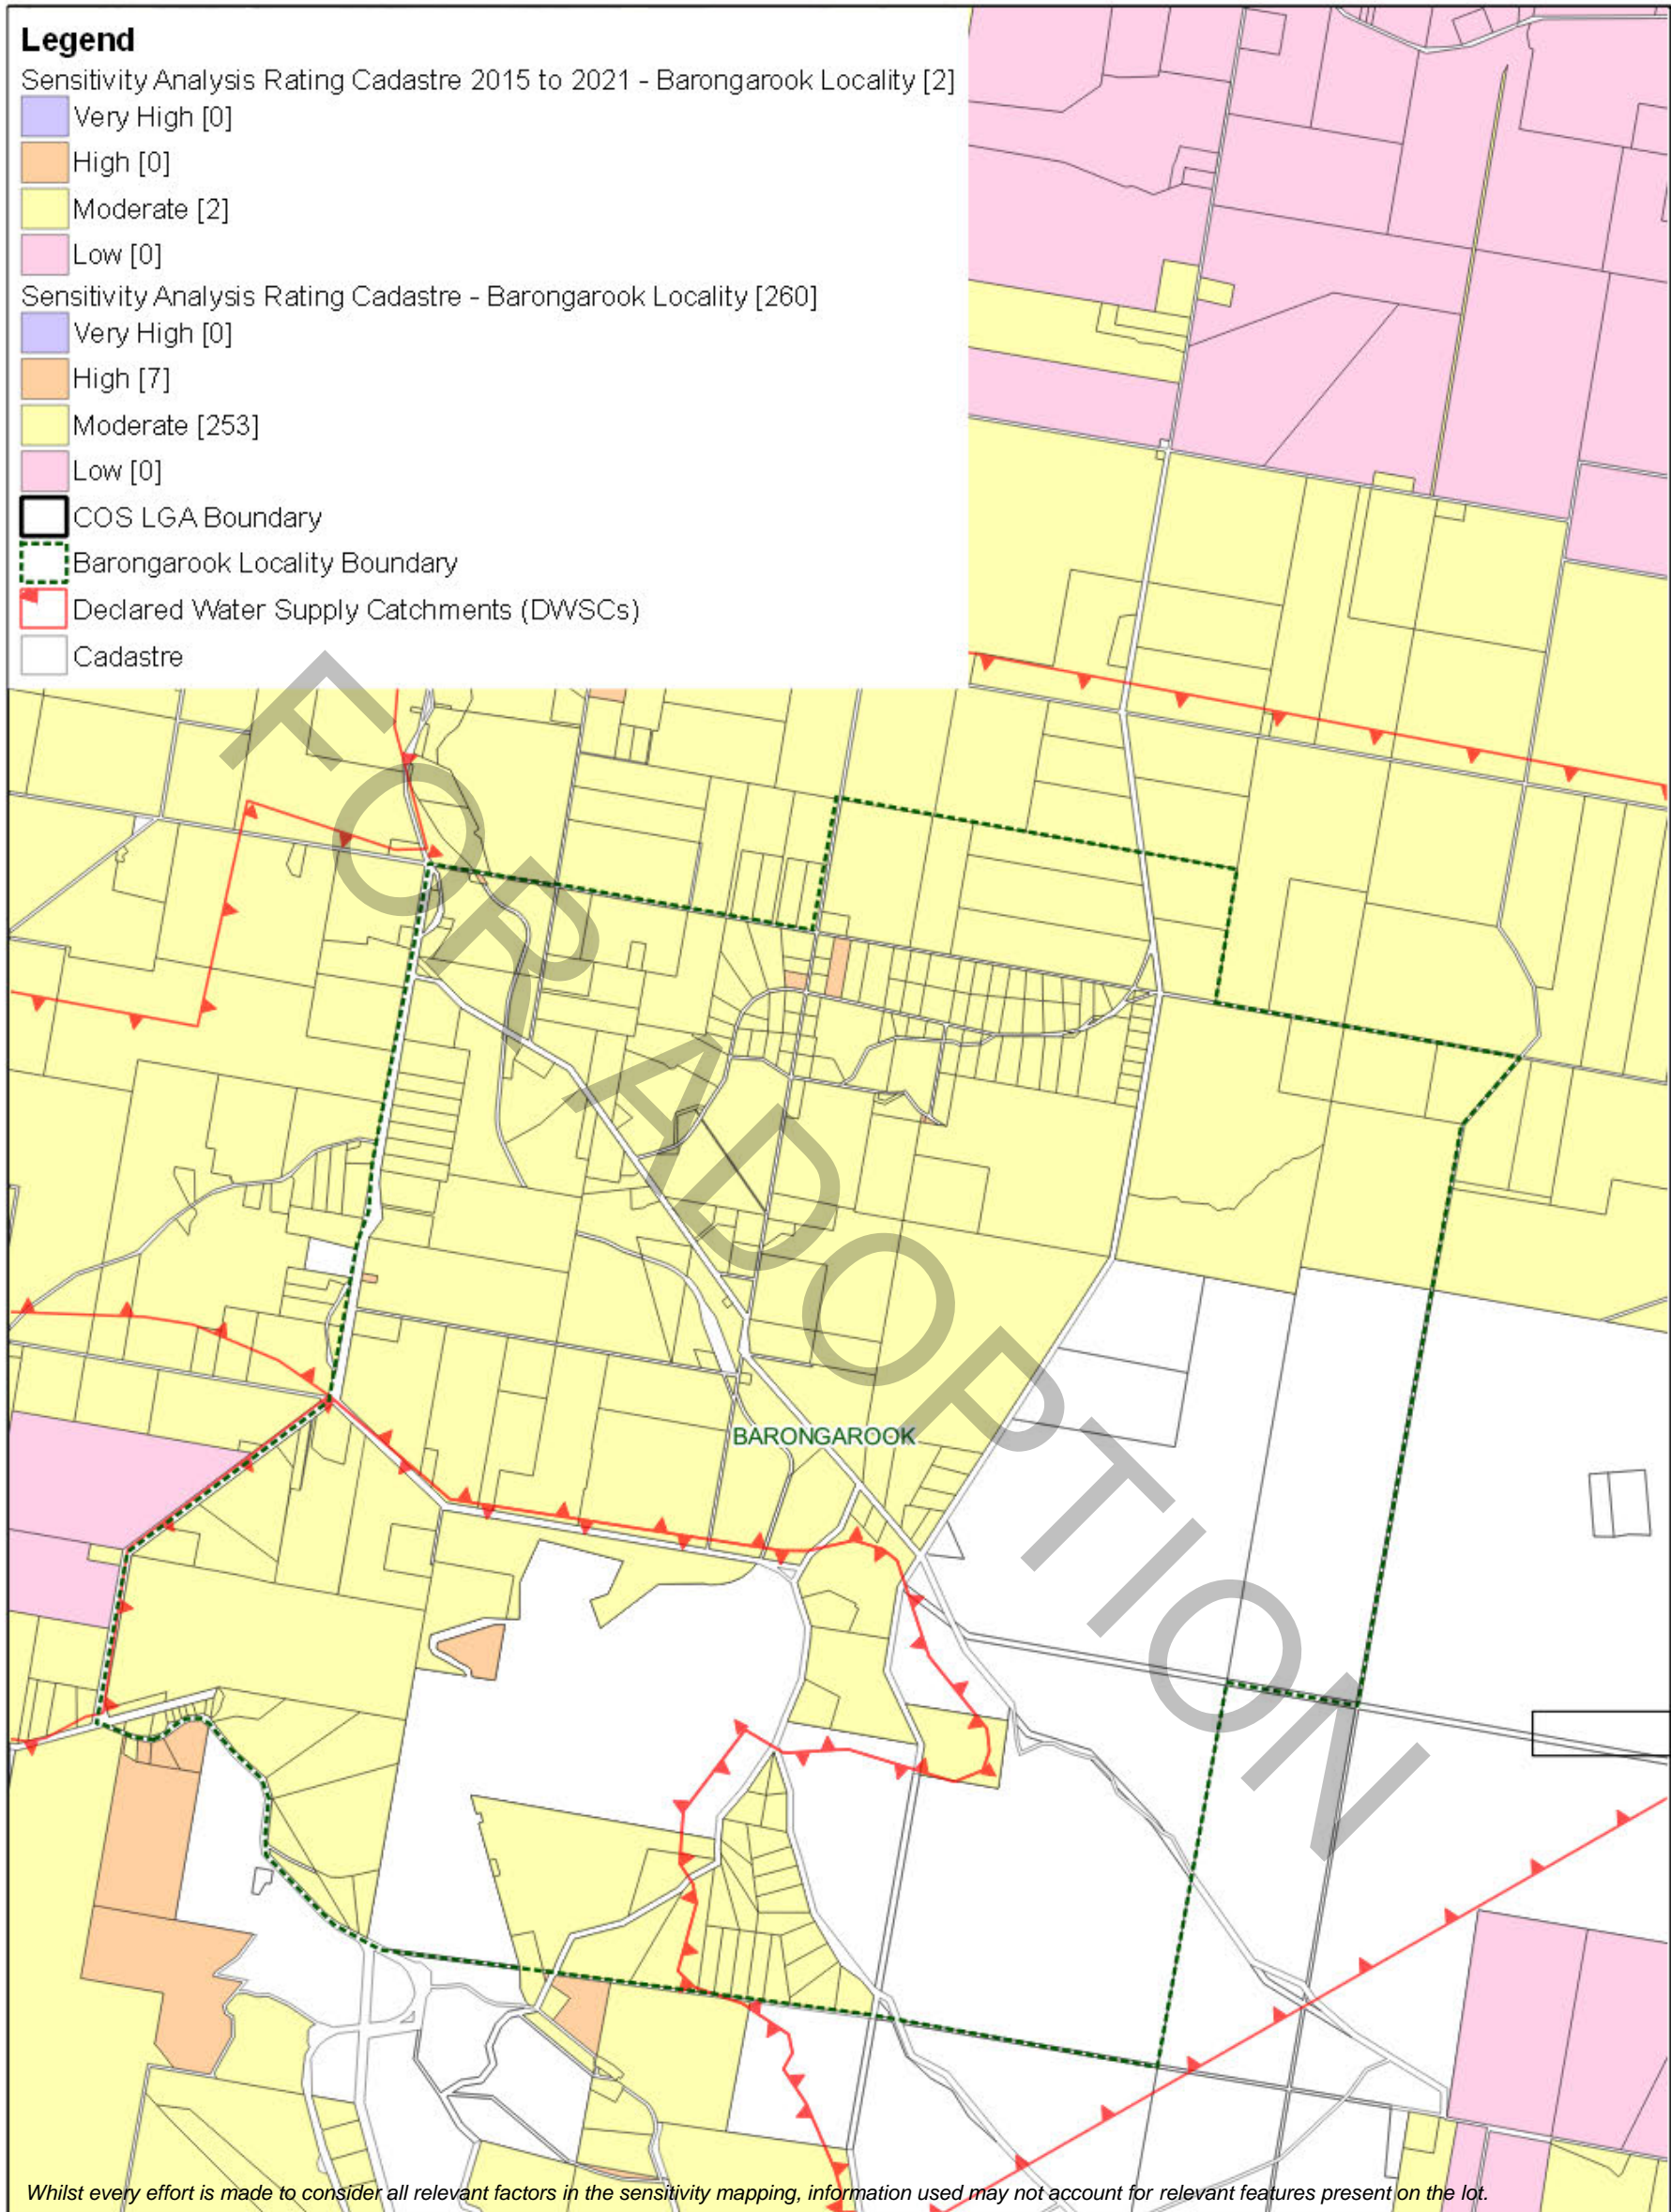 Legend
Sensitivity Analysis Rating Cadastre 2015 to 2021 - Barongarook Locality [2]
Very High [0]
High [0]
Moderate [2]
Low [0]
Sensitivity Analysis Rating Cadastre - Barongarook Locality [260]
Very High [0]
High [7]
Moderate [253]
Low [0]
COS LGA Boundary
Barongarook Locality Boundary
Declared Water Supply Catchments (DWSCs)
Cadastre
FOR ADOPTION
BARONGAROOK
Whilst every effort is made to consider all relevant factors in the sensitivity mapping, information used may not account for relevant features present on the lot.